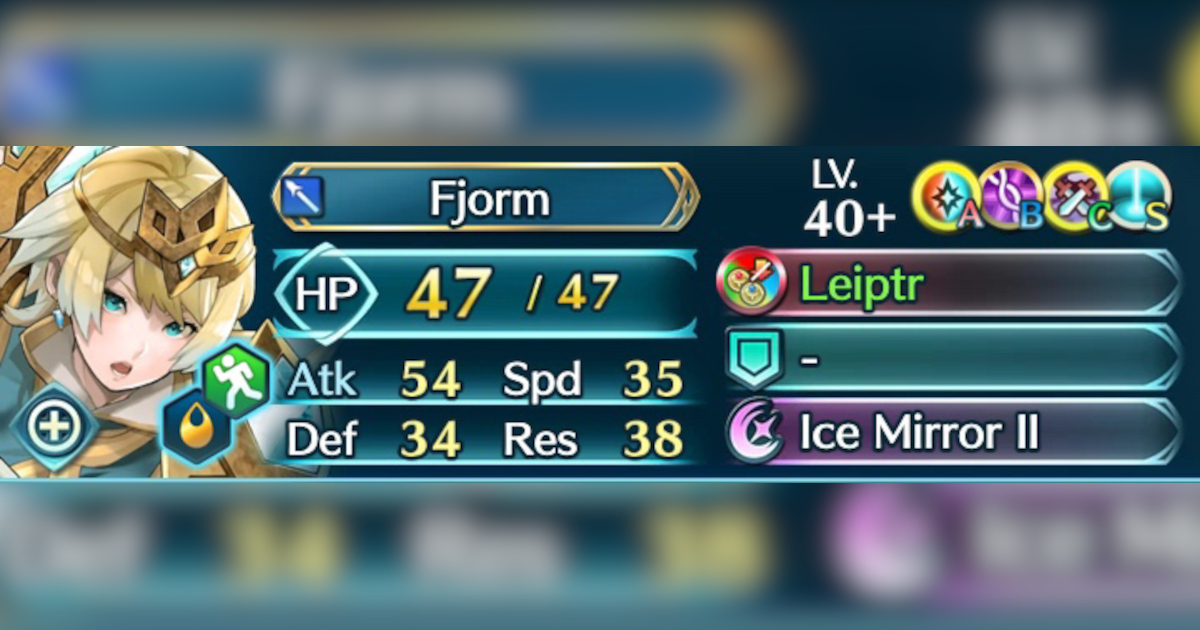 Fjorm
LV.
40+
A B C S
HP 47 / 47
Atk 54 Spd 35
Def 34 Res 38
Leiptr
-
Ice Mirror II